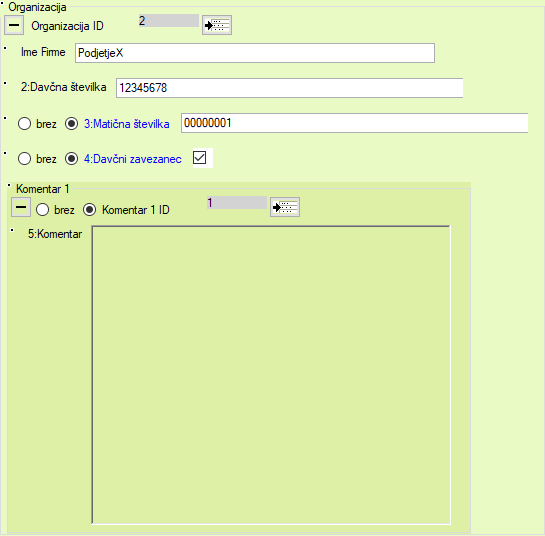 Organizacija
Organizacija ID 2
Ime Firme PodjetjeX
2:Davčna številka 12345678
brez 3:Matična številka 00000001
brez 4:Davčni zavezanec
Komentar 1
brez Komentar 1 ID 1
5:Komentar